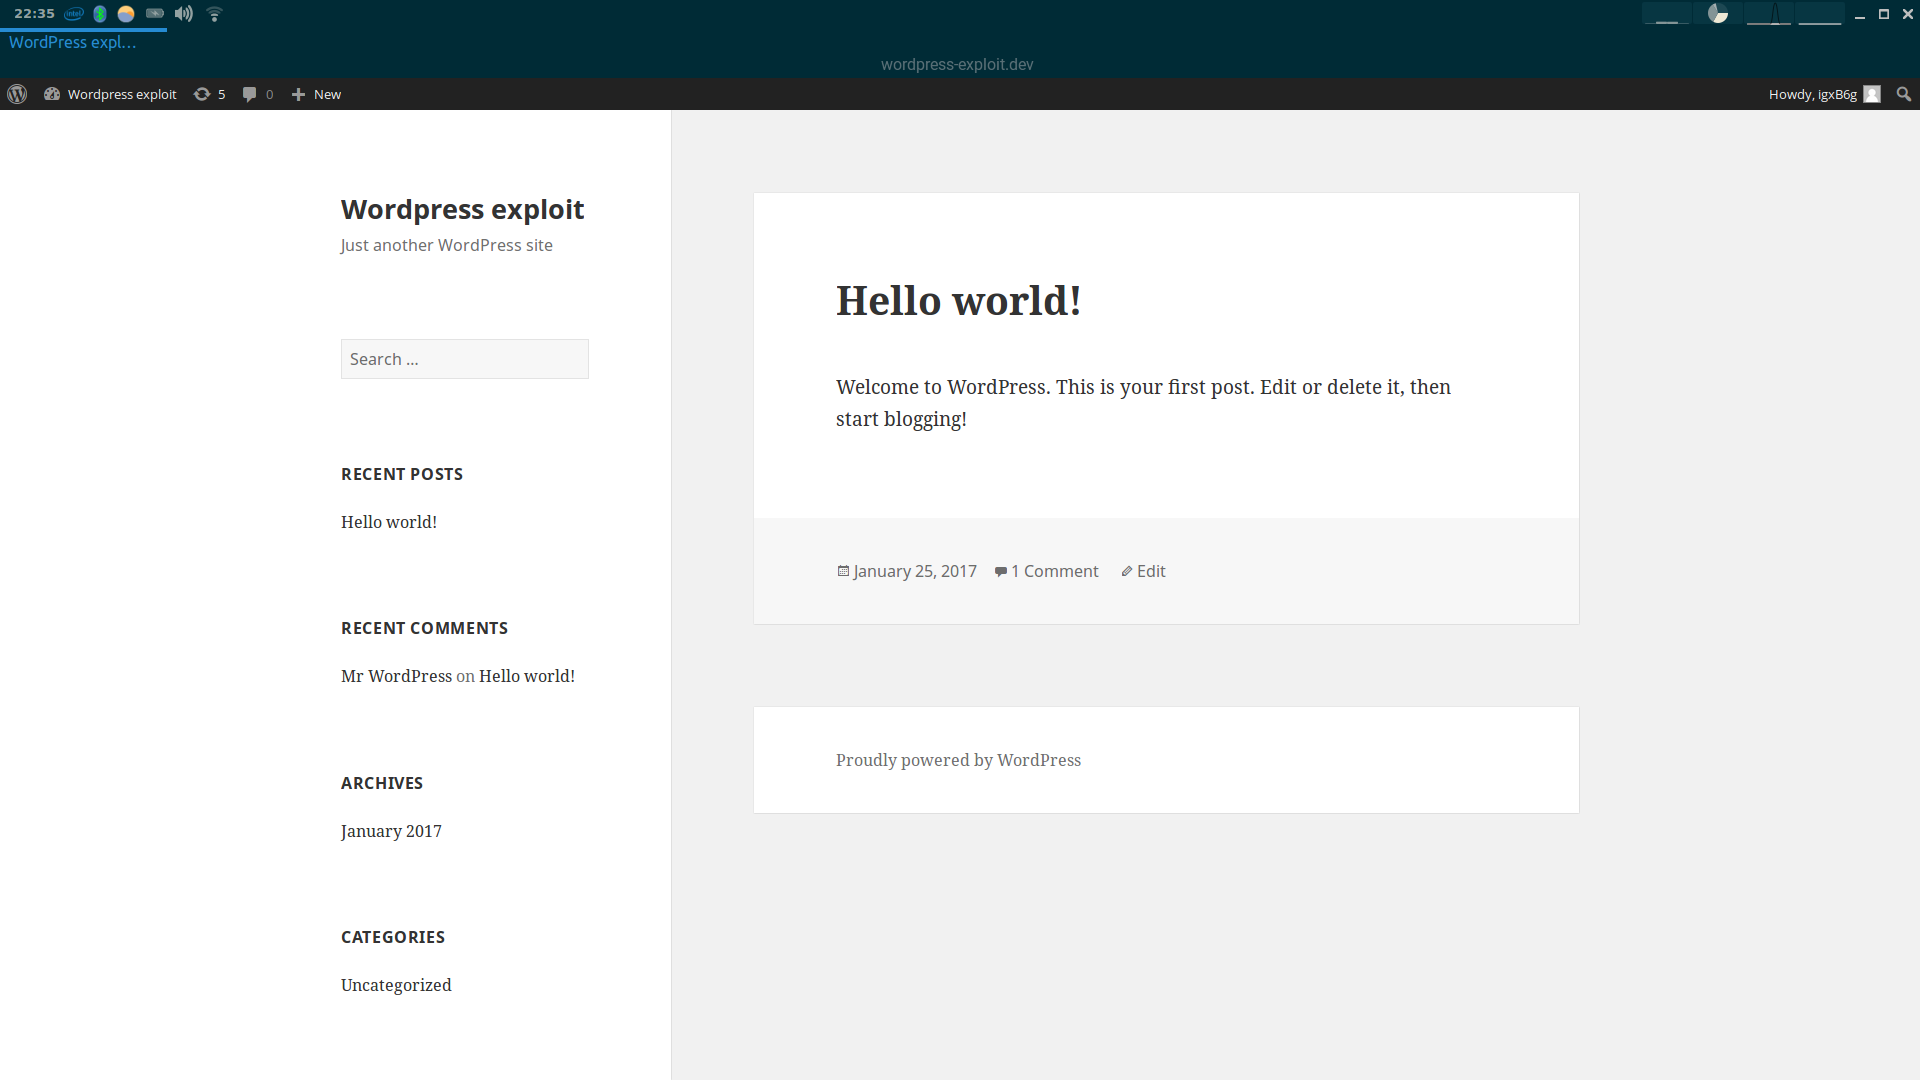 22:35
WordPress expl...
wordpress-exploit.dev
Wordpress exploit 5 0 New Howdy, igxB6g
Wordpress exploit
Just another WordPress site
Search ...
RECENT POSTS
Hello world!
RECENT COMMENTS
Mr WordPress on Hello world!
ARCHIVES
January 2017
CATEGORIES
Uncategorized
Hello world!
Welcome to WordPress. This is your first post. Edit or delete it, then
start blogging!
January 25, 2017 1 Comment Edit
Proudly powered by WordPress